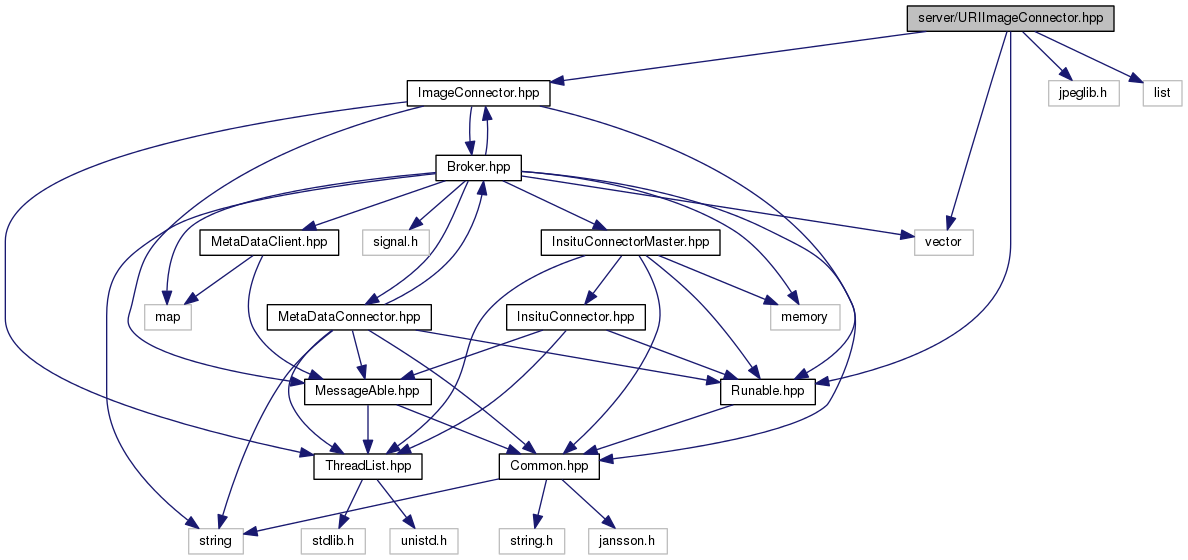 server/URIImageConnector.hpp
ImageConnector.hpp
jpeglib.h
list
Broker.hpp
MetaDataClient.hpp
signal.h
InsituConnectorMaster.hpp
vector
map
MetaDataConnector.hpp
InsituConnector.hpp
memory
MessageAble.hpp
Runable.hpp
ThreadList.hpp
Common.hpp
string
stdlib.h
unistd.h
string.h
jansson.h